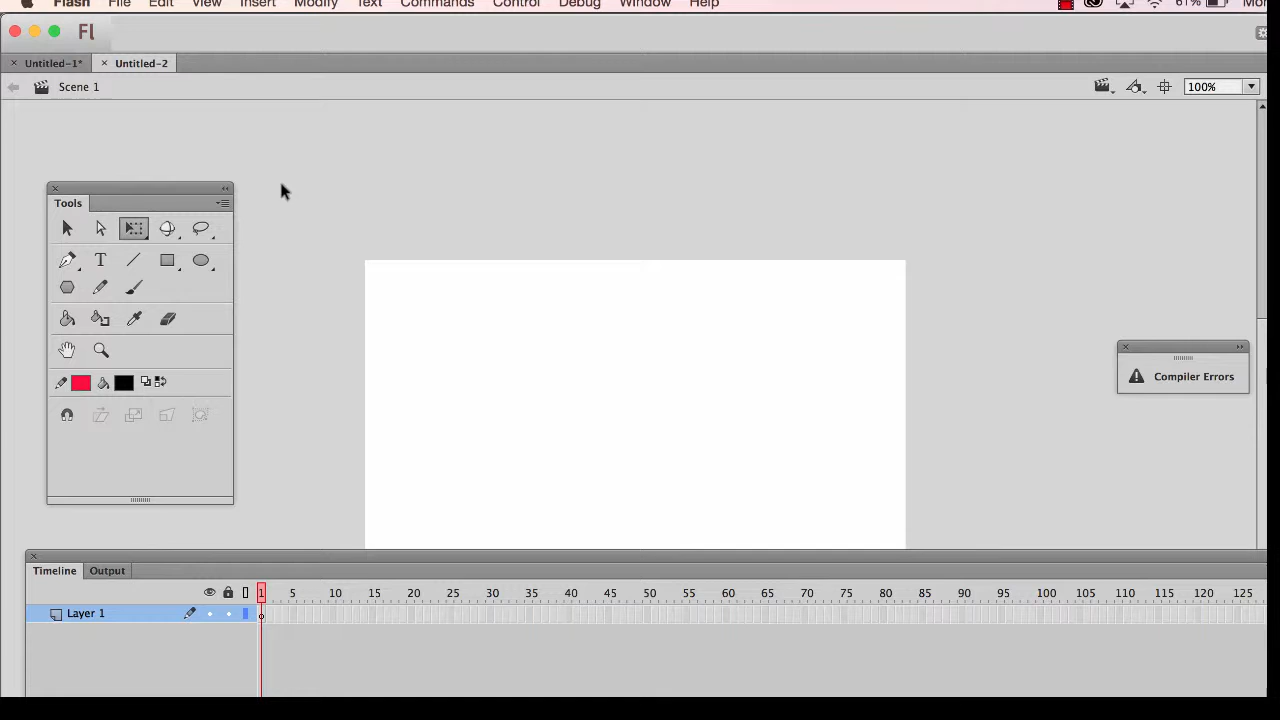 Flash File Edit View Insert Modify Text Commands Control Debug Window Help 61% Mon
Fl
Untitled-1* Untitled-2
Scene 1 100%
Tools
T
Compiler Errors
Timeline Output
1 5 10 15 20 25 30 35 40 45 50 55 60 65 70 75 80 85 90 95 100 105 110 115 120 125
Layer 1